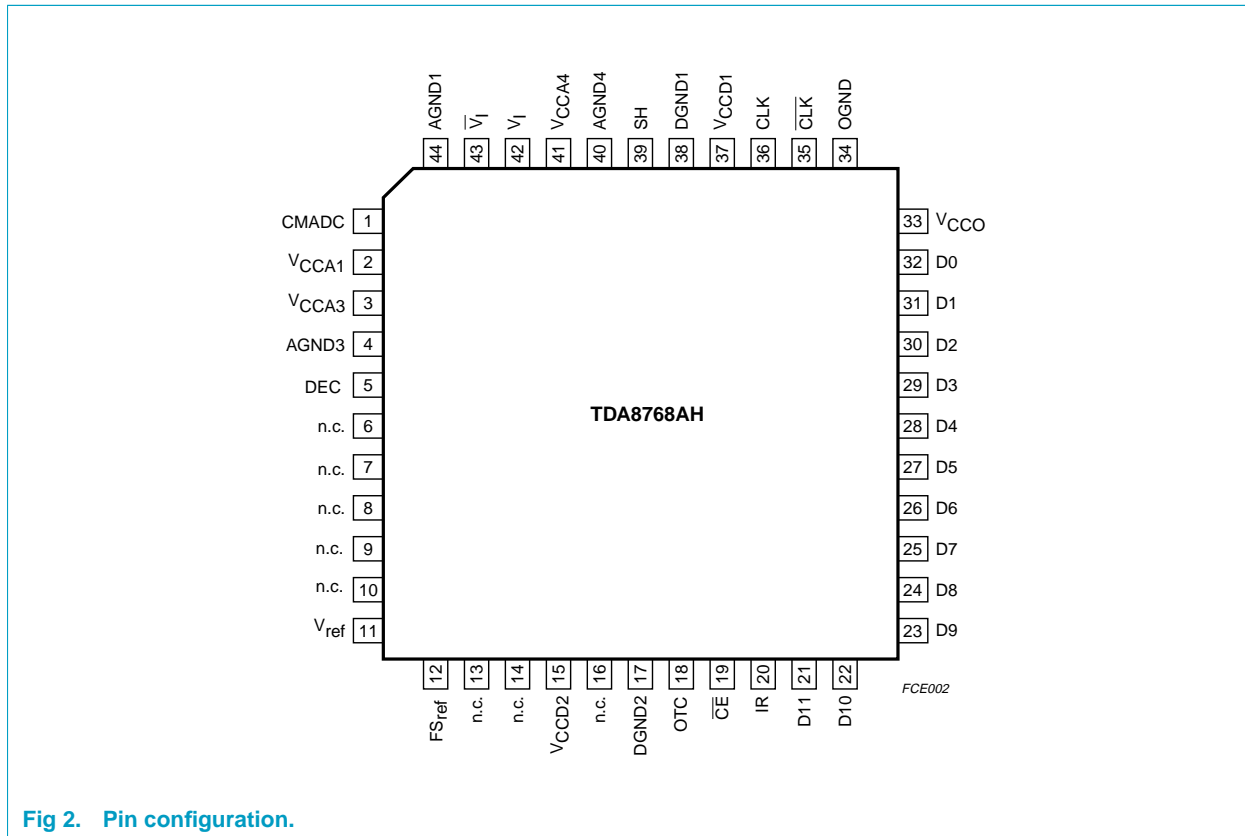 AGND1
V̅I
VI
VCCA4
AGND4
SH
DGND1
VCCD1
CLK
C̅L̅K̅
OGND
44
43
42
41
40
39
38
37
36
35
34
CMADC 1
VCCA1 2
VCCA3 3
AGND3 4
DEC 5
n.c. 6
n.c. 7
n.c. 8
n.c. 9
n.c. 10
Vref 11
TDA8768AH
33 VCCO
32 D0
31 D1
30 D2
29 D3
28 D4
27 D5
26 D6
25 D7
24 D8
23 D9
12
13
14
15
16
17
18
19
20
21
22
FSref
n.c.
n.c.
VCCD2
n.c.
DGND2
OTC
C̅E̅
IR
D11
D10
FCE002
Fig 2. Pin configuration.